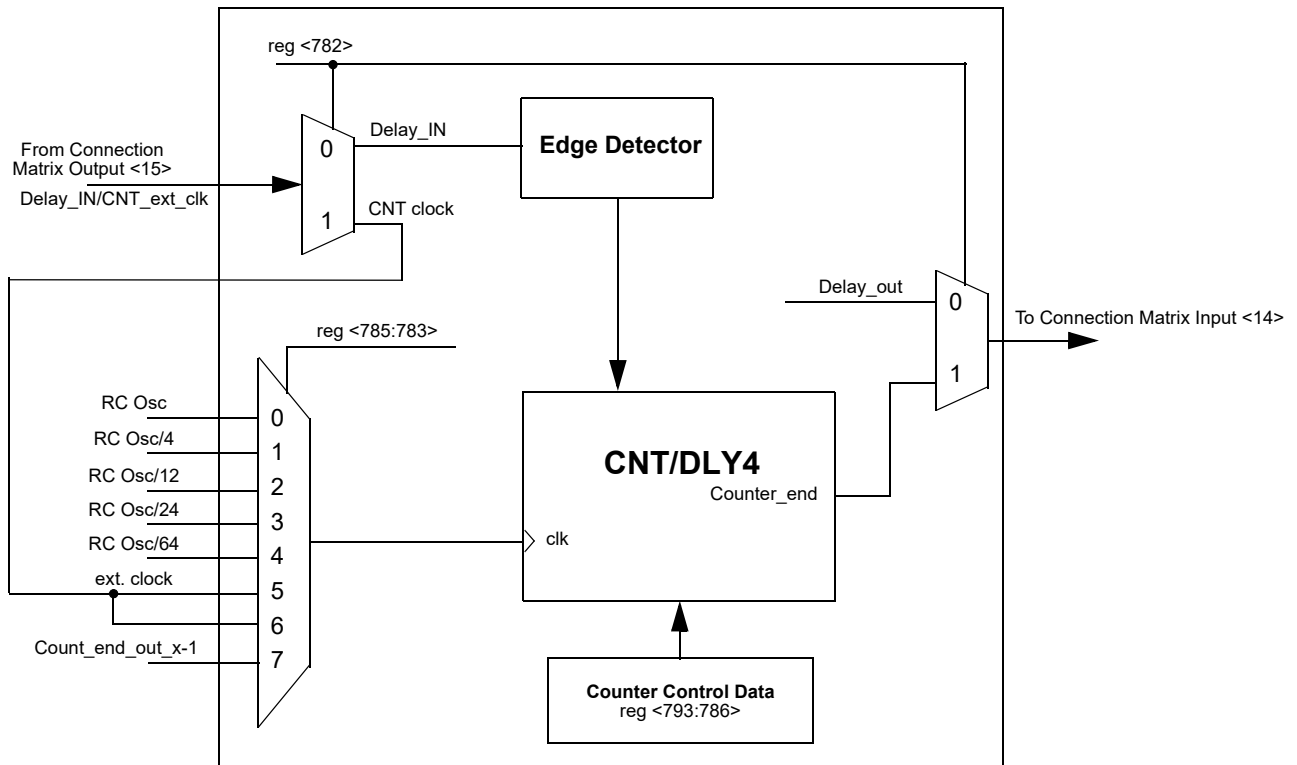 reg <782>
From Connection
Matrix Output <15>
Delay_IN/CNT_ext_clk
0
1
Delay_IN
CNT clock
Edge Detector
Delay_out
0
1
To Connection Matrix Input <14>
reg <785:783>
RC Osc
RC Osc/4
RC Osc/12
RC Osc/24
RC Osc/64
ext. clock
Count_end_out_x-1
0
1
2
3
4
5
6
7
CNT/DLY4
Counter_end
clk
Counter Control Data
reg <793:786>